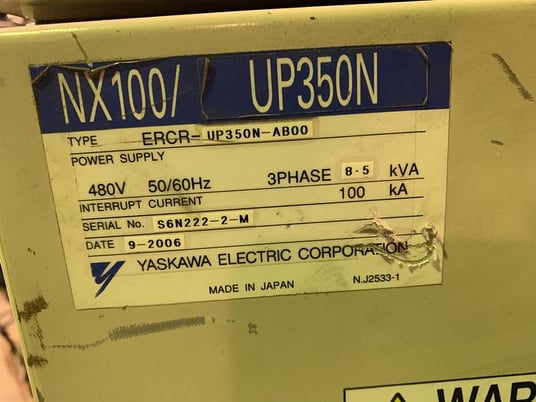 NX100/ UP350N
TYPE ERCR-UP350N-AB00
POWER SUPPLY
480V 50/60Hz 3PHASE 8-5 kVA
INTERRUPT CURRENT 100 kA
SERIAL No. S6N222-2-M
DATE 9-2006
YASKAWA ELECTRIC CORPORATION
MADE IN JAPAN N.J2533-1
WAR